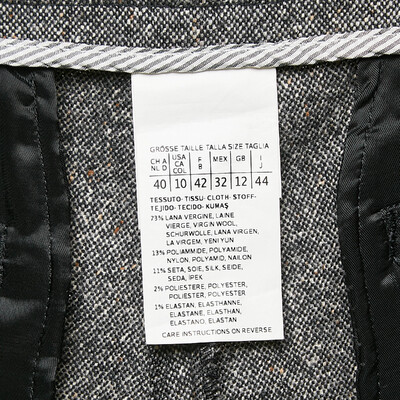 GRÖSSE TAILLE TALLA SIZE TAGLIA
CH A NL D USA CA COL F B MEX GB I J
40 10 42 32 12 44
TESSUTO-TISSU-CLOTH-STOFF-
TEJIDO-TECIDO-KUMAŞ
73% LANA VERGINE, LAINE
VIERGE, VIRGIN WOOL,
SCHURWOLLE, LANA VIRGEN,
LA VIRGEM, YENI YUN
13% POLIAMMIDE, POLYAMIDE,
NYLON, POLYAMID, NAILON
11% SETA, SOIE, SILK, SEIDE,
SEDA, İPEK
2% POLIESTERE, POLYESTER,
POLIESTER, POLYESTER
1% ELASTAN, ELASTHANNE,
ELASTANE, ELASTHAN,
ELASTANO, ELASTAN
CARE INSTRUCTIONS ON REVERSE